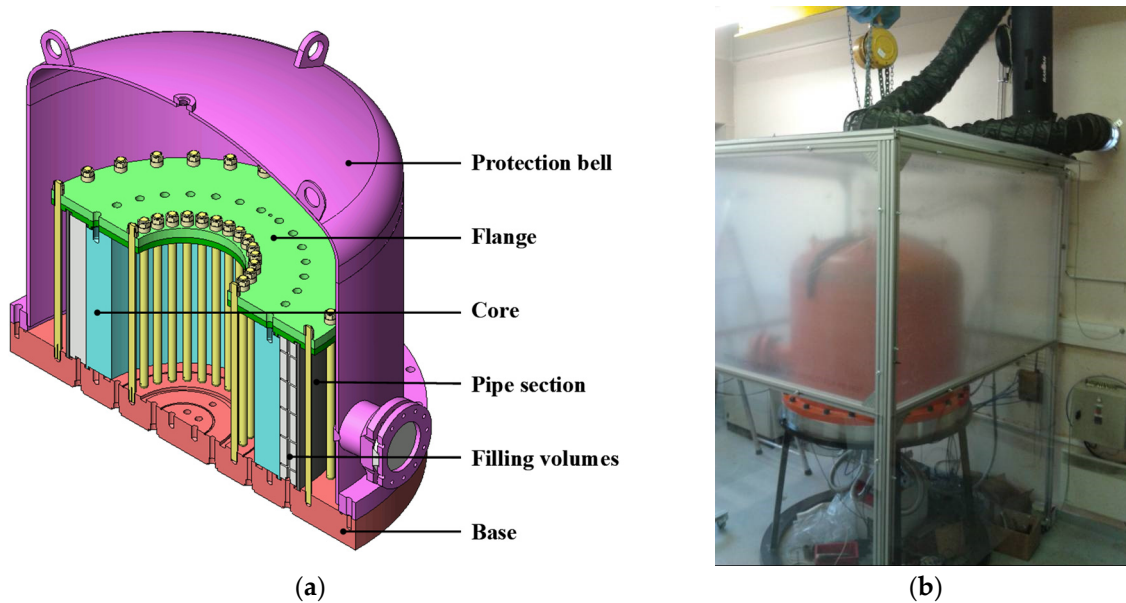 Protection bell
Flange
Core
Pipe section
Filling volumes
Base
(a)
(b)